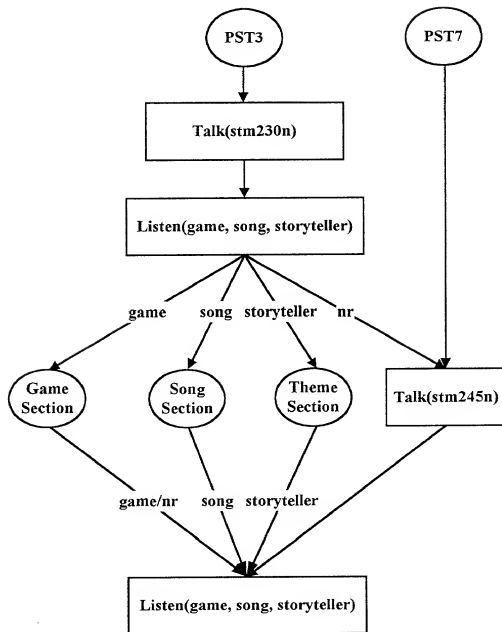 PST3
PST7
Talk(stm230n)
Listen(game, song, storyteller)
game
song
storyteller
nr
Game
Section
Song
Section
Theme
Section
Talk(stm245n)
game/nr
song
storyteller
Listen(game, song, storyteller)